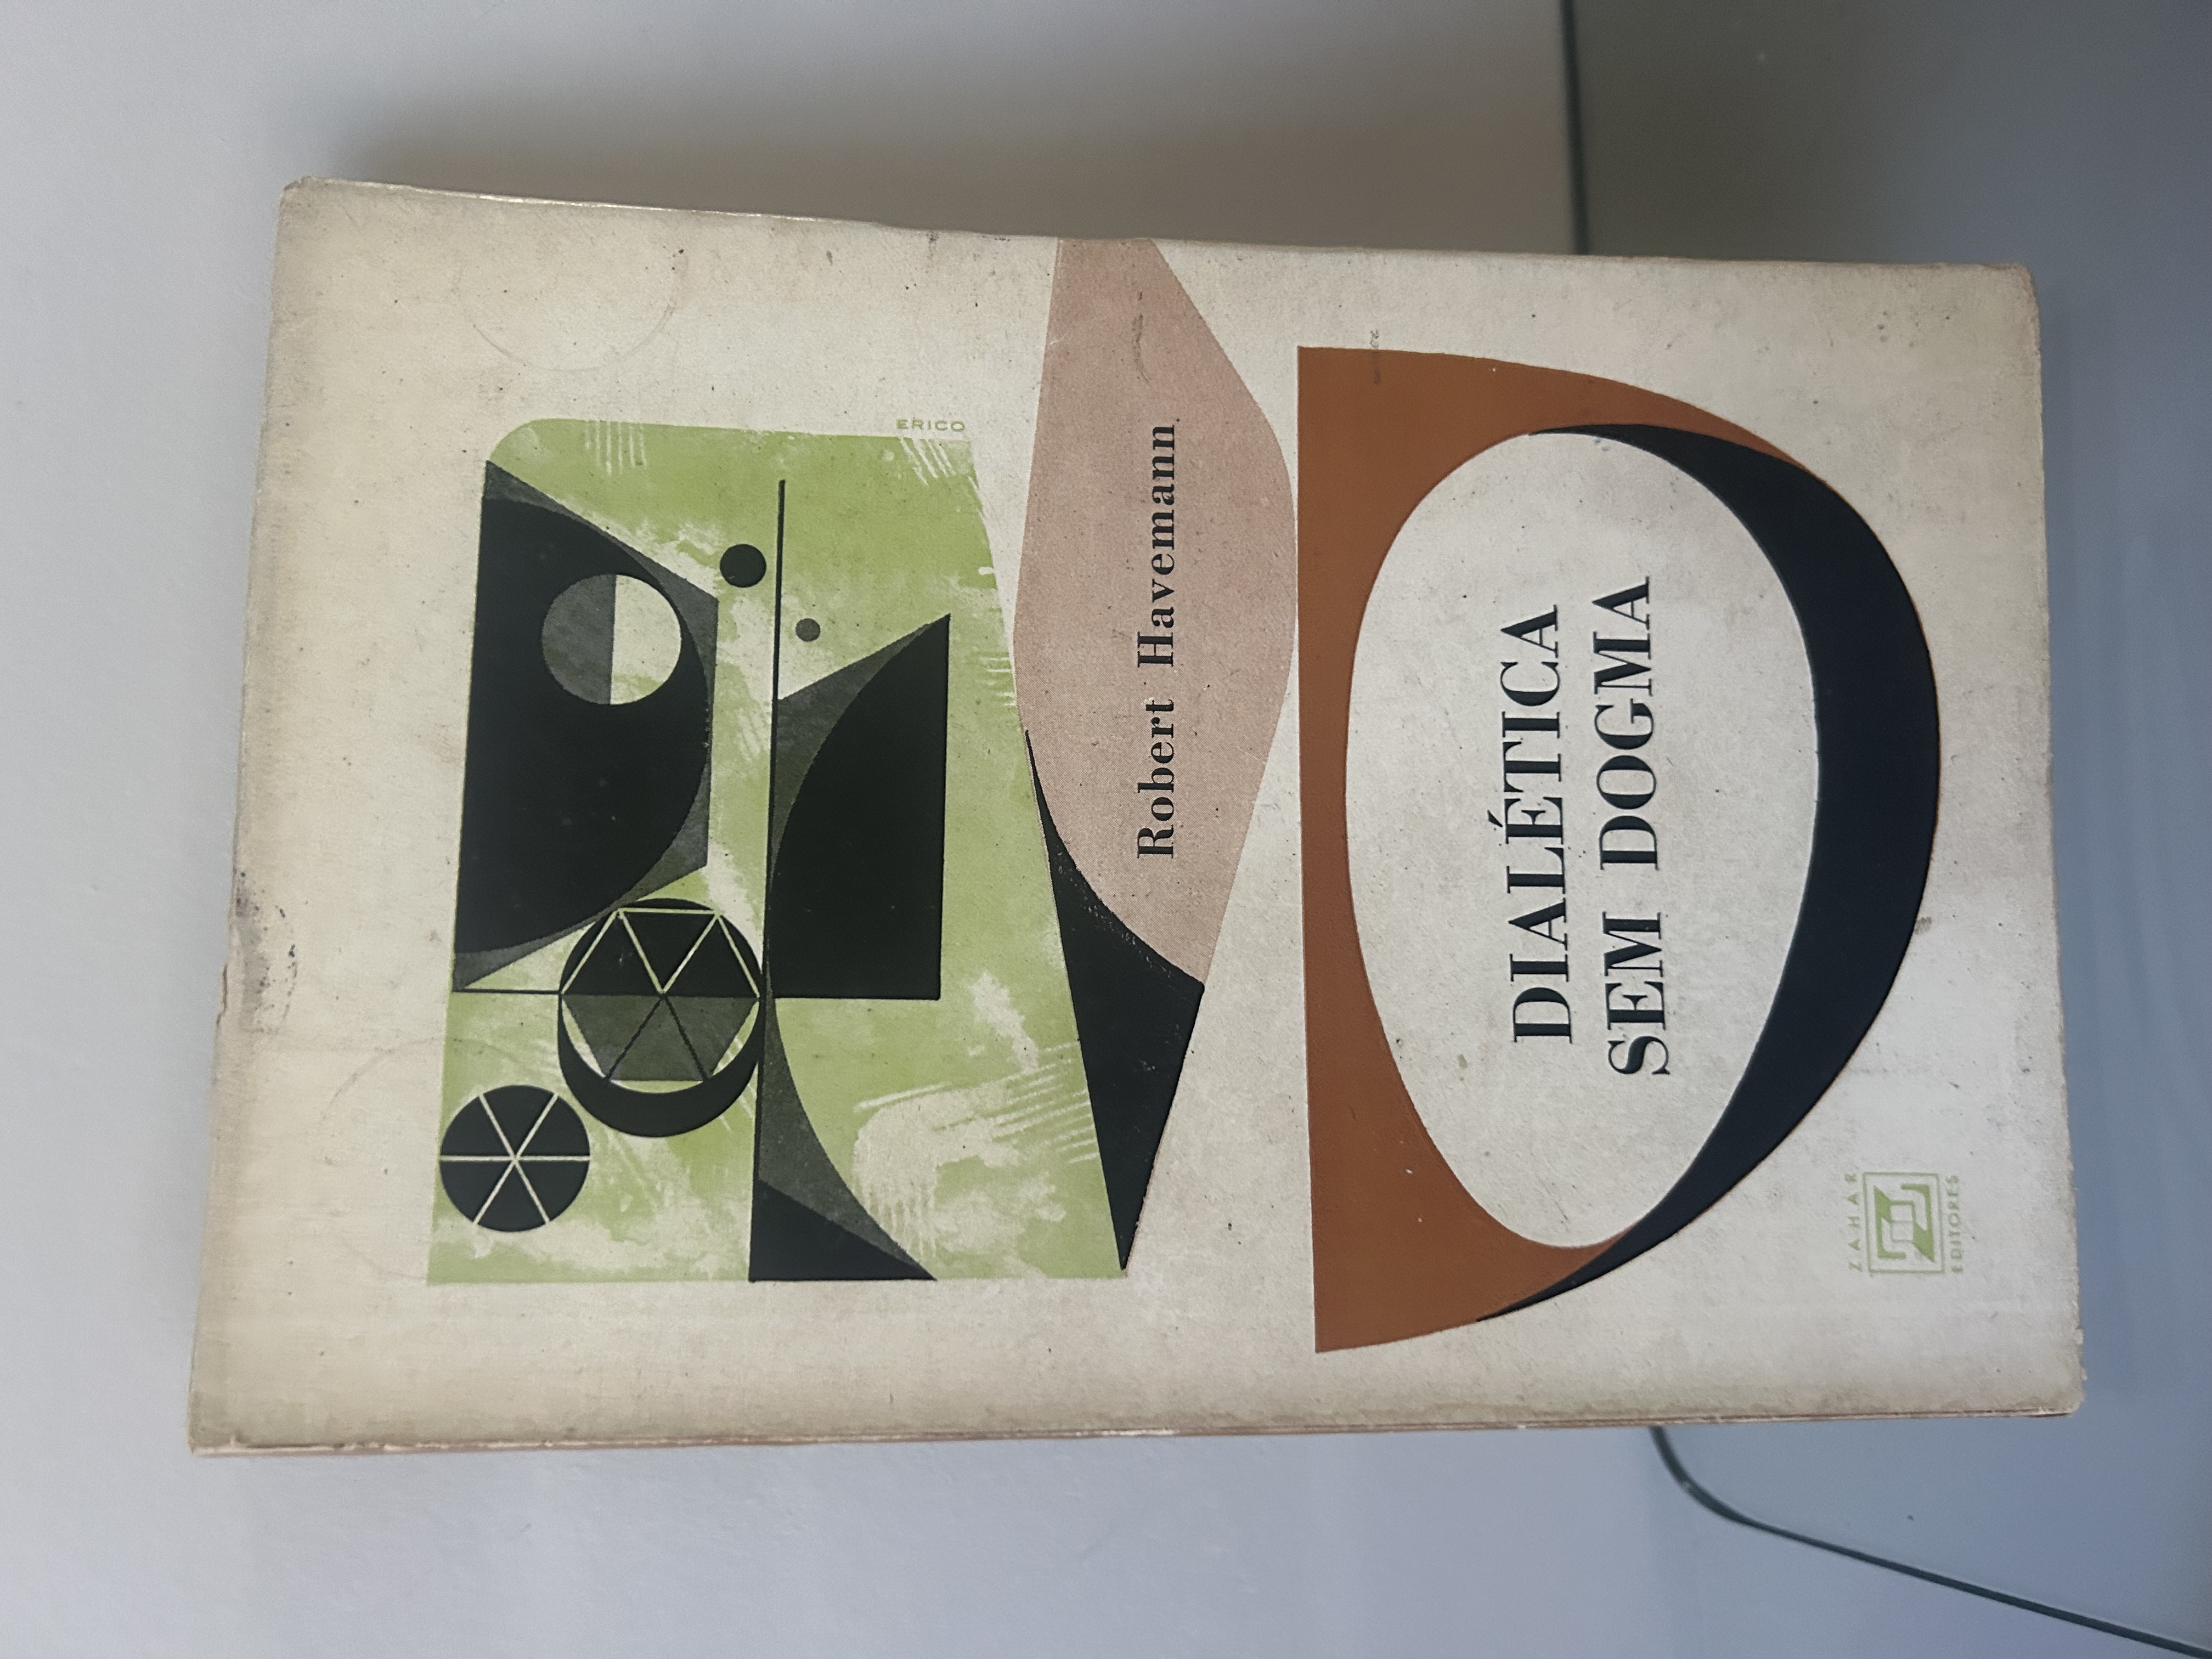 ERICO
Robert Havemann
DIALÉTICA
SEM DOGMA
ZAHAR
EDITORES